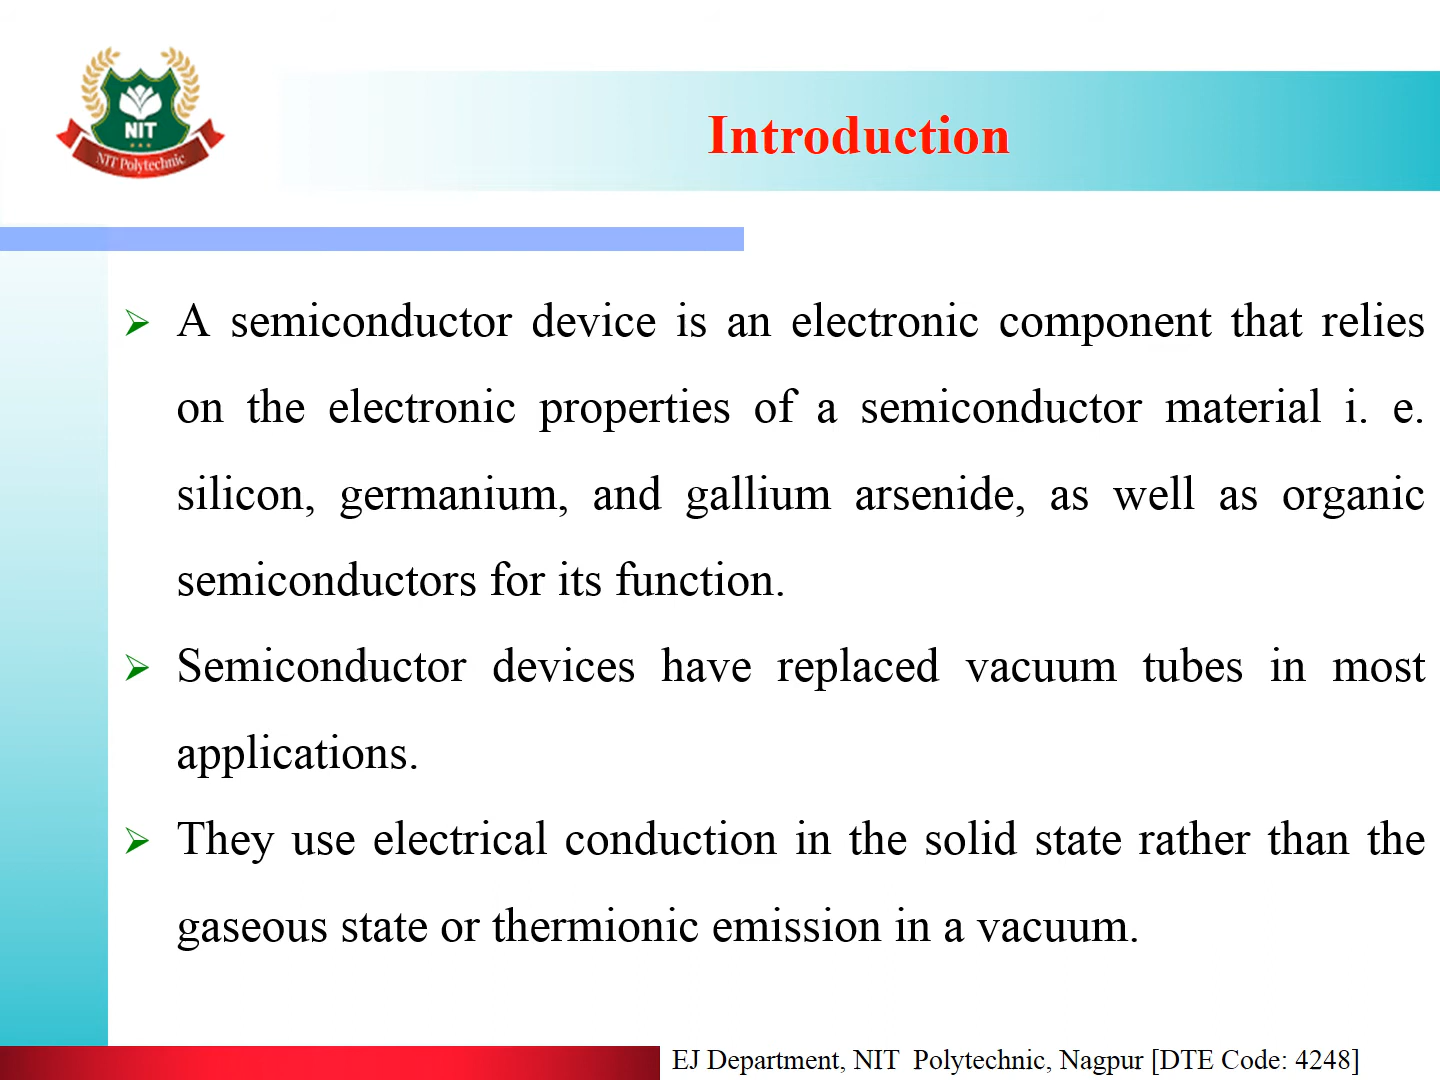 NIT
NIT Polytechnic
Introduction
➢ A semiconductor device is an electronic component that relies
on the electronic properties of a semiconductor material i. e.
silicon, germanium, and gallium arsenide, as well as organic
semiconductors for its function.
➢ Semiconductor devices have replaced vacuum tubes in most
applications.
➢ They use electrical conduction in the solid state rather than the
gaseous state or thermionic emission in a vacuum.
EJ Department, NIT  Polytechnic, Nagpur [DTE Code: 4248]